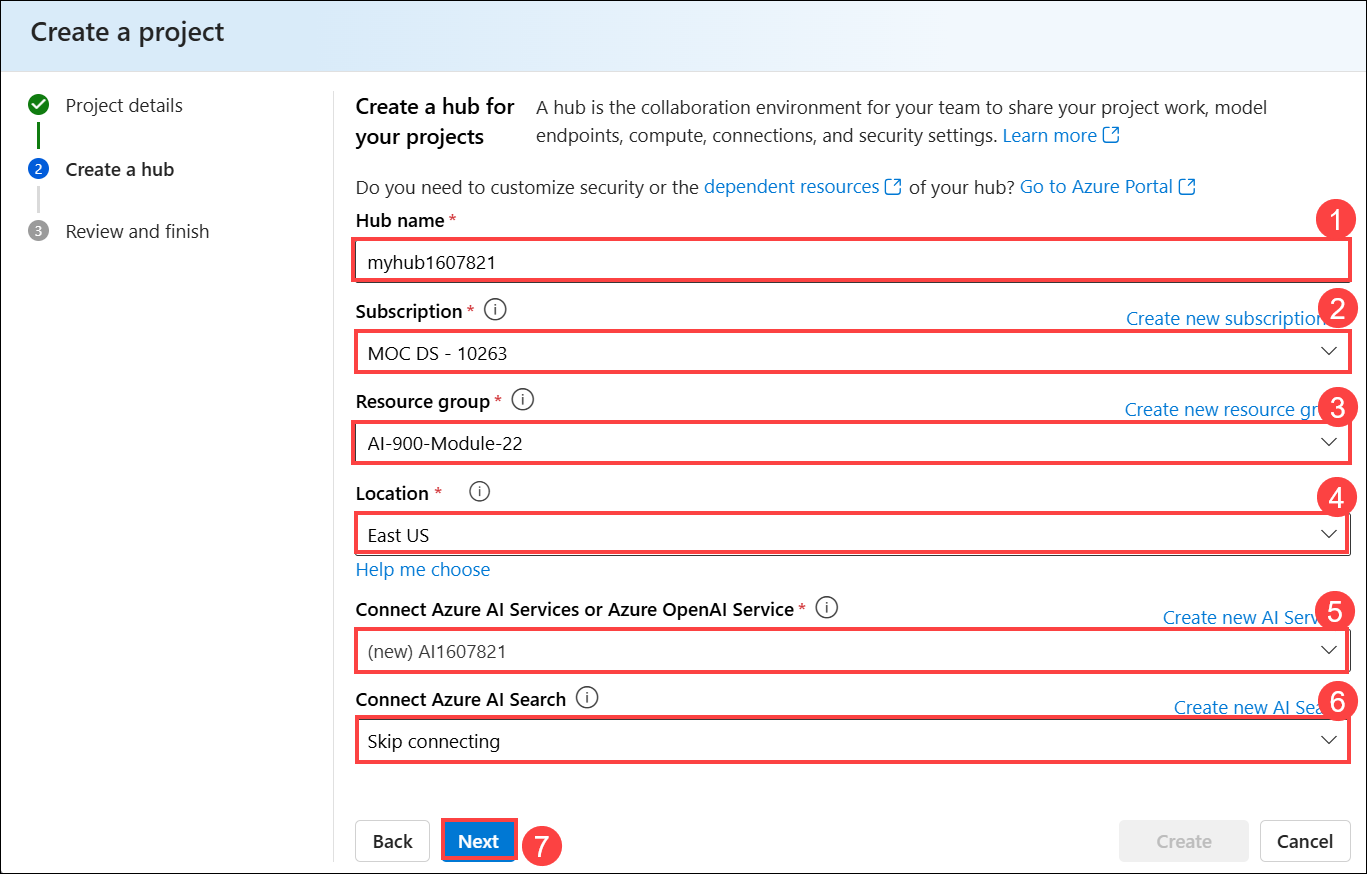 Create a project
Project details
2
Create a hub
3
Review and finish
Create a hub for
your projects
A hub is the collaboration environment for your team to share your project work, model
endpoints, compute, connections, and security settings. Learn more
Do you need to customize security or the dependent resources of your hub? Go to Azure Portal
Hub name *
1
myhub1607821
Subscription *
Create new subscription
2
MOC DS - 10263
Resource group *
Create new resource gr
3
AI-900-Module-22
Location *
4
East US
Help me choose
Connect Azure AI Services or Azure OpenAI Service *
Create new AI Serv
5
(new) AI1607821
Connect Azure AI Search
Create new AI Sea
6
Skip connecting
Back
Next
7
Create
Cancel